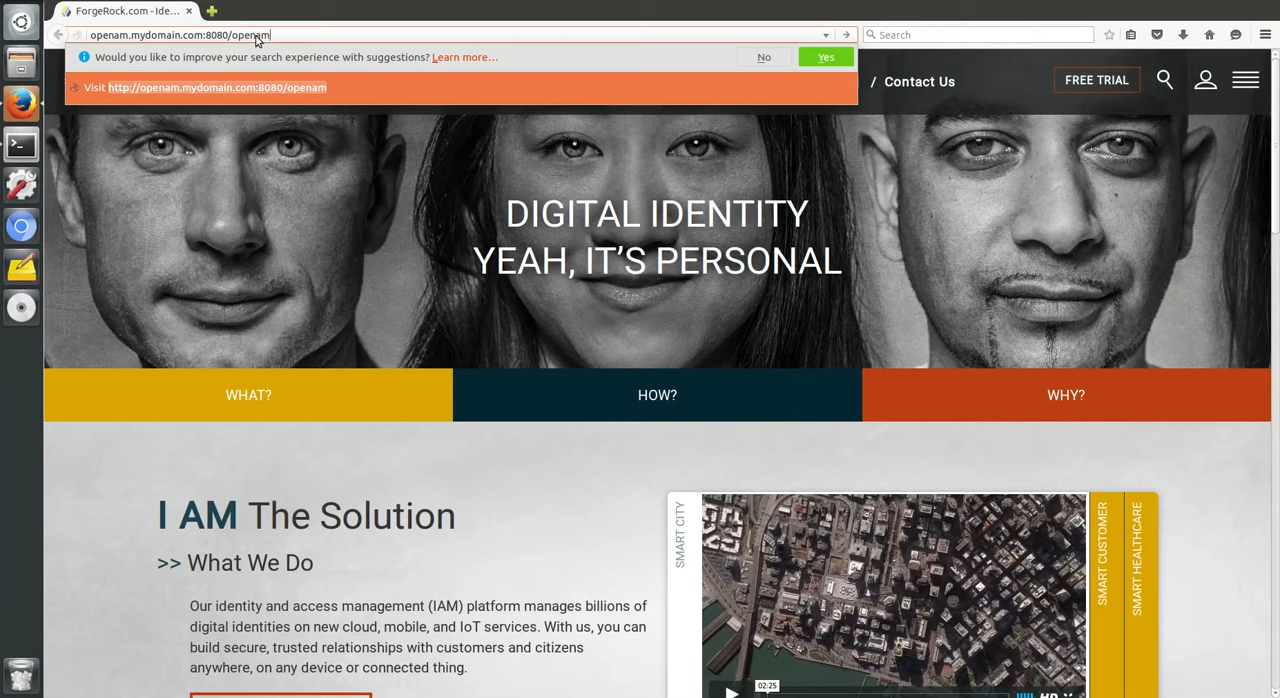 ForgeRock.com - Ide...
openam.mydomain.com:8080/openam
Search
Would you like to improve your search experience with suggestions? Learn more...
No
Yes
Visit http://openam.mydomain.com:8080/openam
/ Contact Us
FREE TRIAL
DIGITAL IDENTITY
YEAH, IT'S PERSONAL
WHAT?
HOW?
WHY?
I AM The Solution
>> What We Do
Our identity and access management (IAM) platform manages billions of
digital identities on new cloud, mobile, and IoT services. With us, you can
build secure, trusted relationships with customers and citizens
anywhere, on any device or connected thing.
SMART CITY
SMART CUSTOMER
SMART HEALTHCARE
02:25
HD